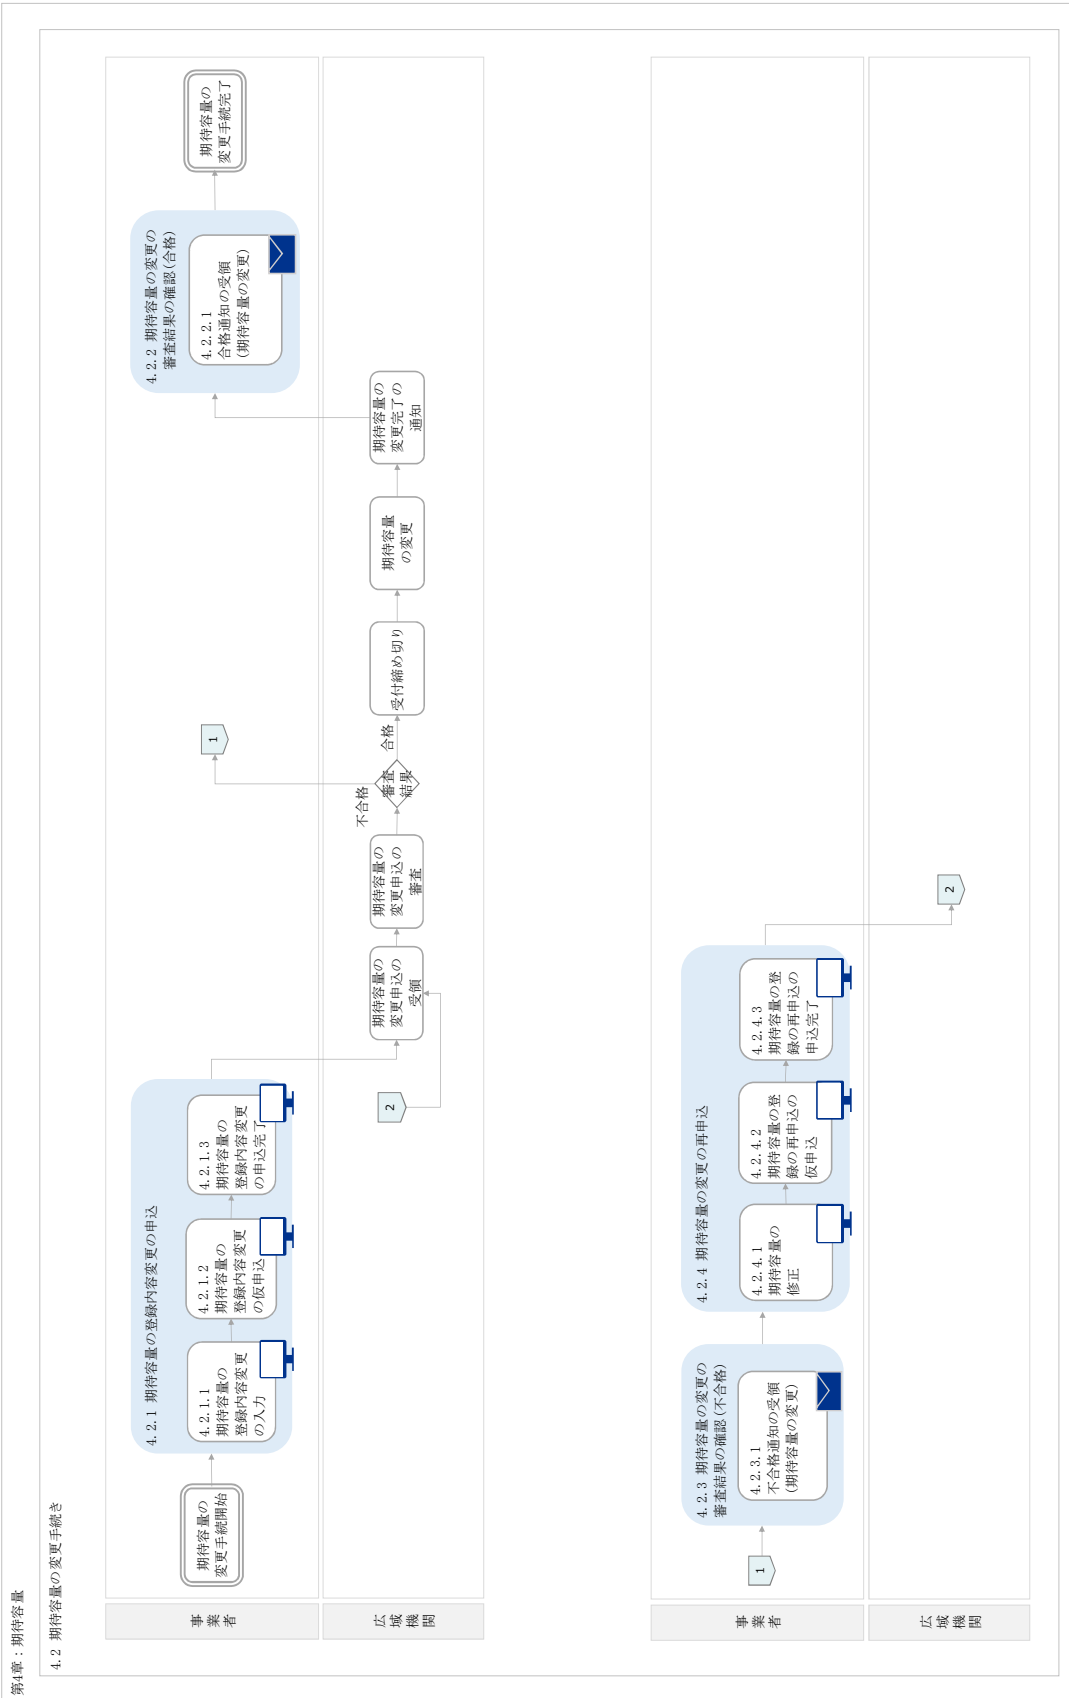 第4章：期待容量
4.2 期待容量の変更手続き
事業者
期待容量の
変更手続開始
4.2.1 期待容量の登録内容変更の申込
4.2.1.1
期待容量の
登録内容変更
の入力
4.2.1.2
期待容量の
登録内容変更
の仮申込
4.2.1.3
期待容量の
登録内容変更
の申込完了
1
4.2.2 期待容量の変更の
審査結果の確認(合格)
4.2.2.1
合格通知の受領
(期待容量の変更)
期待容量の
変更手続完了
広域機関
2
期待容量の
変更申込の
受領
期待容量の
変更申込の
審査
不合格
審査
結果
合格
受付締め切り
期待容量
の変更
期待容量の
変更完了の
通知
事業者
1
4.2.3 期待容量の変更の
審査結果の確認(不合格)
4.2.3.1
不合格通知の受領
(期待容量の変更)
4.2.4 期待容量の変更の再申込
4.2.4.1
期待容量の
修正
4.2.4.2
期待容量の登
録の再申込の
仮申込
4.2.4.3
期待容量の登
録の再申込の
申込完了
広域機関
2